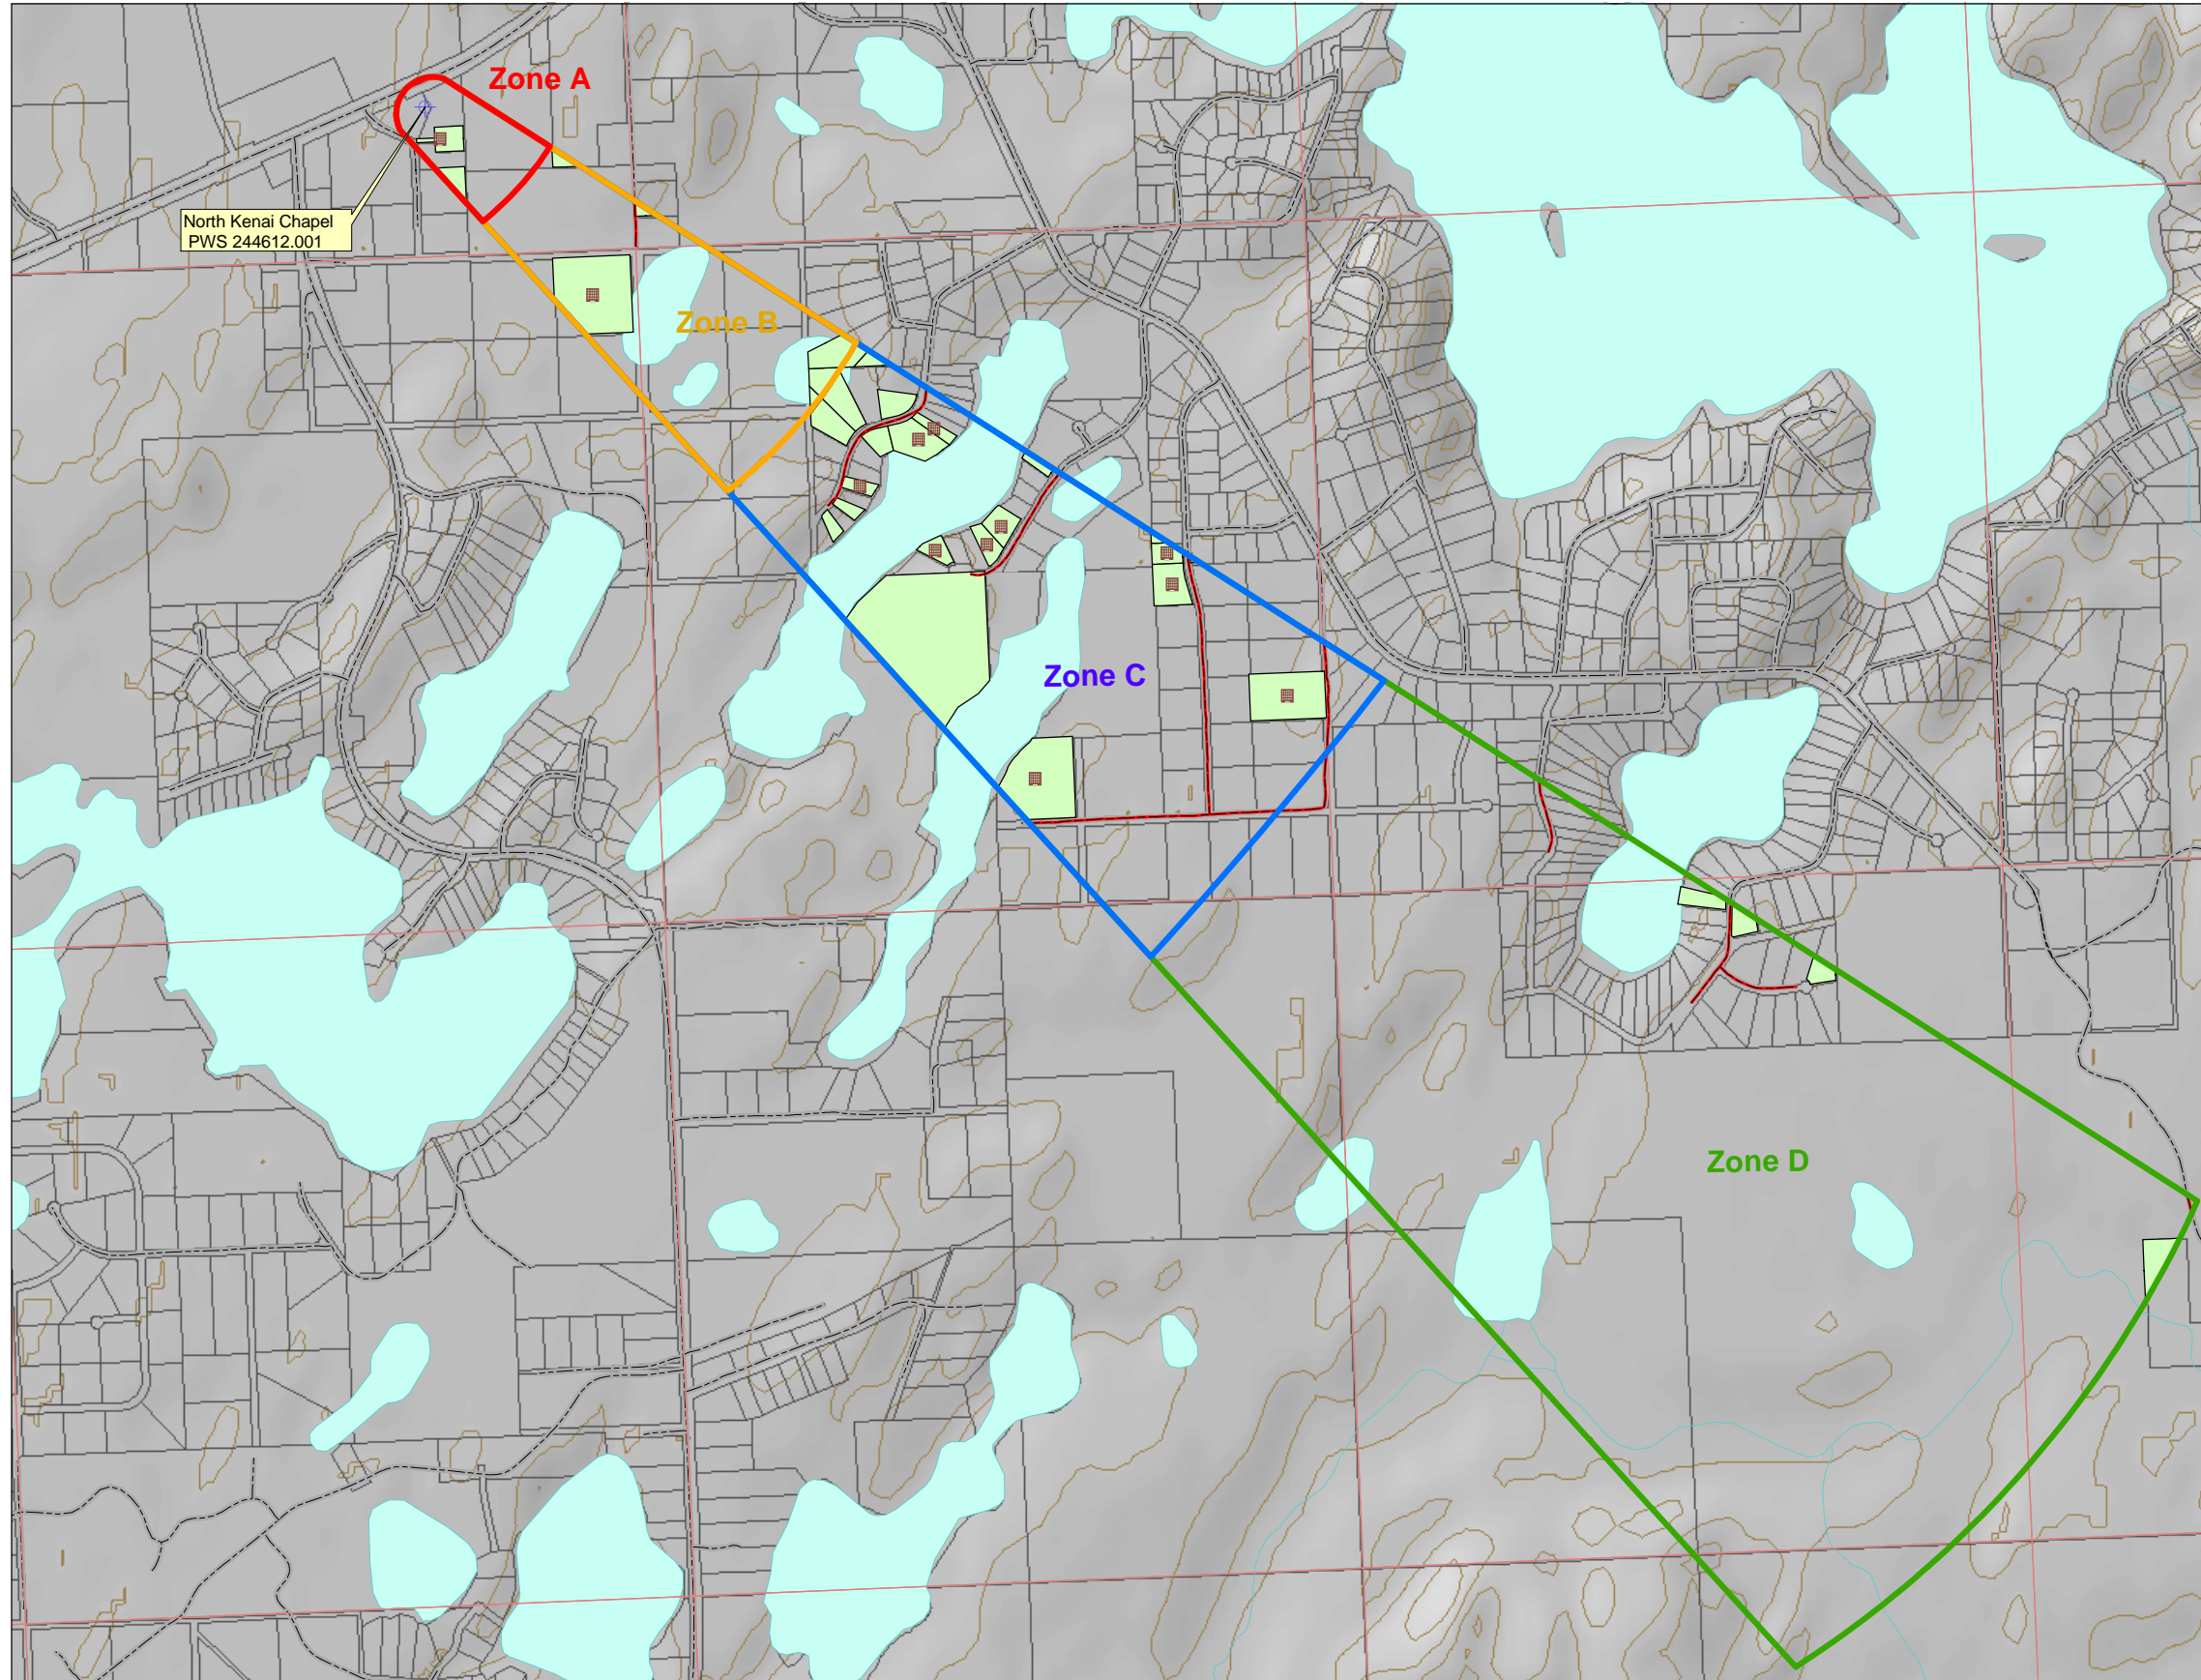 Zone A
North Kenai Chapel
PWS 244612.001
Zone B
Zone C
Zone D